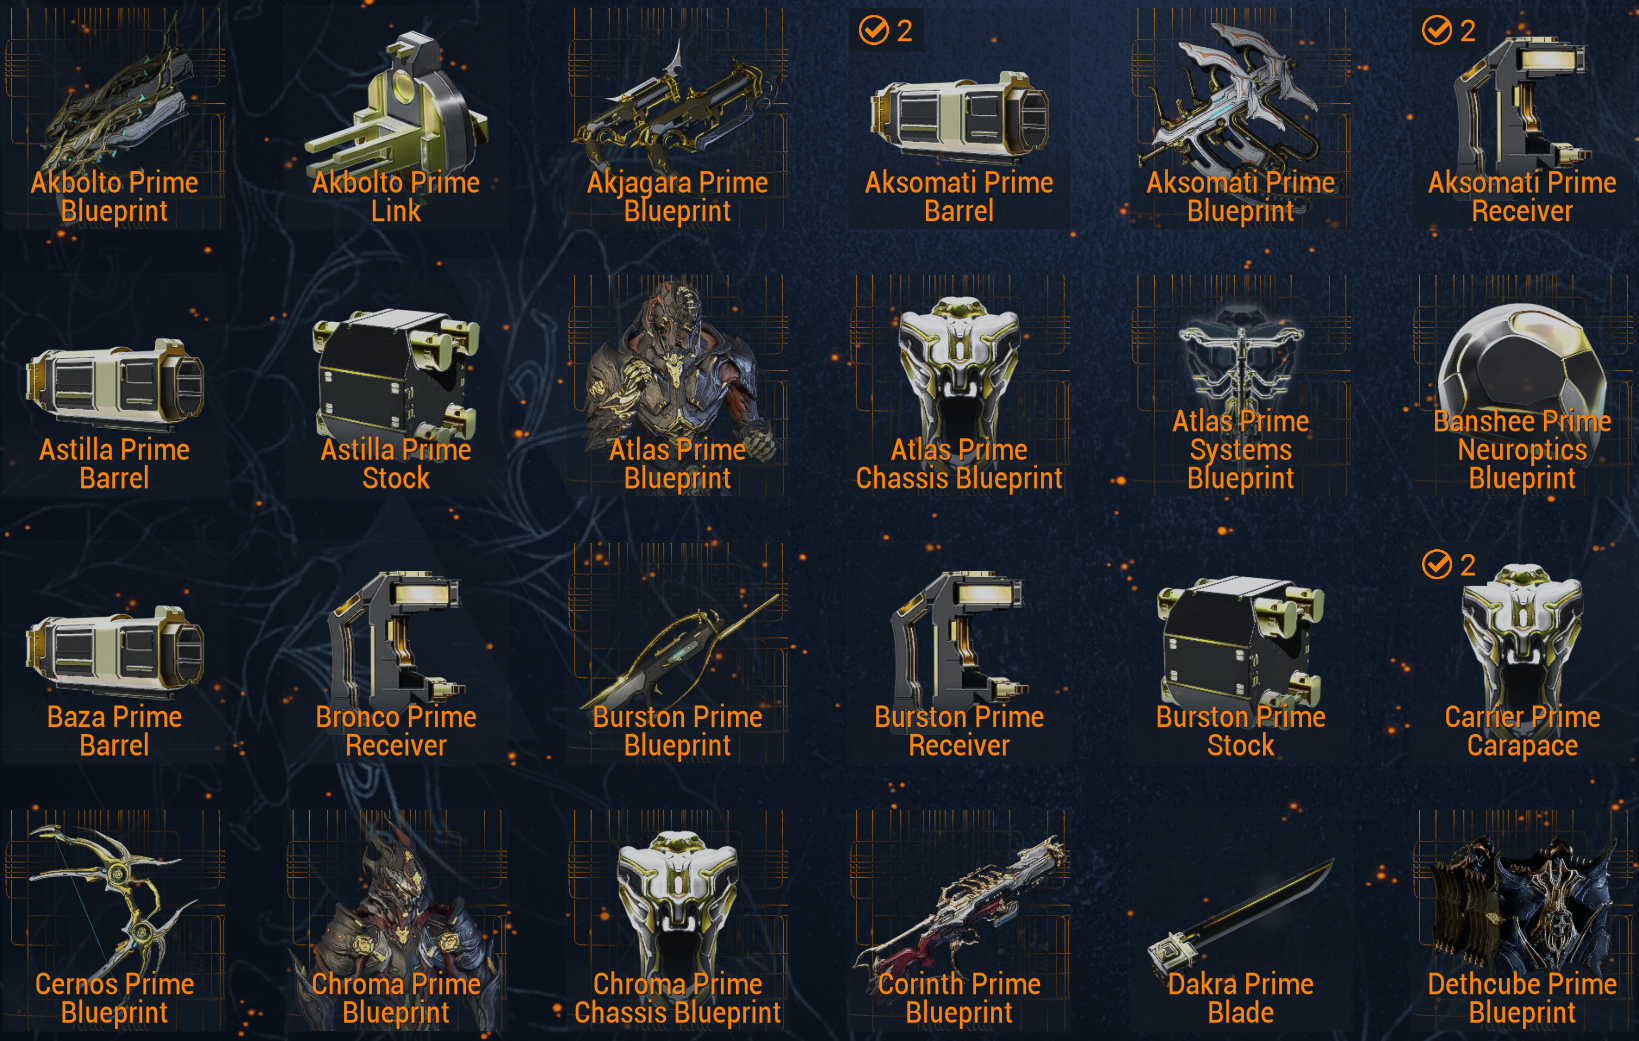 Akbolto Prime
Blueprint
Akbolto Prime
Link
Akjagara Prime
Blueprint
2
Aksomati Prime
Barrel
Aksomati Prime
Blueprint
2
Aksomati Prime
Receiver
Astilla Prime
Barrel
Astilla Prime
Stock
Atlas Prime
Blueprint
Atlas Prime
Chassis Blueprint
Atlas Prime
Systems
Blueprint
Banshee Prime
Neuroptics
Blueprint
Baza Prime
Barrel
Bronco Prime
Receiver
Burston Prime
Blueprint
Burston Prime
Receiver
Burston Prime
Stock
2
Carrier Prime
Carapace
Cernos Prime
Blueprint
Chroma Prime
Blueprint
Chroma Prime
Chassis Blueprint
Corinth Prime
Blueprint
Dakra Prime
Blade
Dethcube Prime
Blueprint